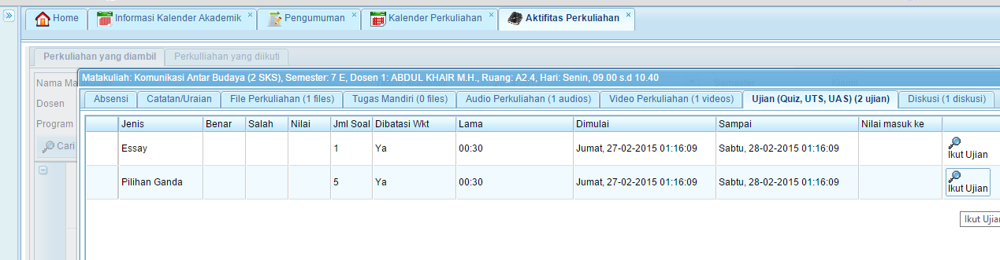 Home Informasi Kalender Akademik Pengumuman Kalender Perkuliahan Aktifitas Perkuliahan
Perkuliahan yang diambil Perkulliahan yang diikuti
Nama Ma Semester Ganjil
Matakuliah: Komunikasi Antar Budaya (2 SKS), Semester: 7 E, Dosen 1: ABDUL KHAIR M.H., Ruang: A2.4, Hari: Senin, 09.00 s.d 10.40
Dosen
Absensi Catatan/Uraian File Perkuliahan (1 files) Tugas Mandiri (0 files) Audio Perkuliahan (1 audios) Video Perkuliahan (1 videos) Ujian (Quiz, UTS, UAS) (2 ujian) Diskusi (1 diskusi)
Program
Jenis Benar Salah Nilai Jml Soal Dibatasi Wkt Lama Dimulai Sampai Nilai masuk ke
Cari
Essay 1 Ya 00:30 Jumat, 27-02-2015 01:16:09 Sabtu, 28-02-2015 01:16:09 Ikut Ujian
Pilihan Ganda 5 Ya 00:30 Jumat, 27-02-2015 01:16:09 Sabtu, 28-02-2015 01:16:09 Ikut Ujian
Ikut Ujia